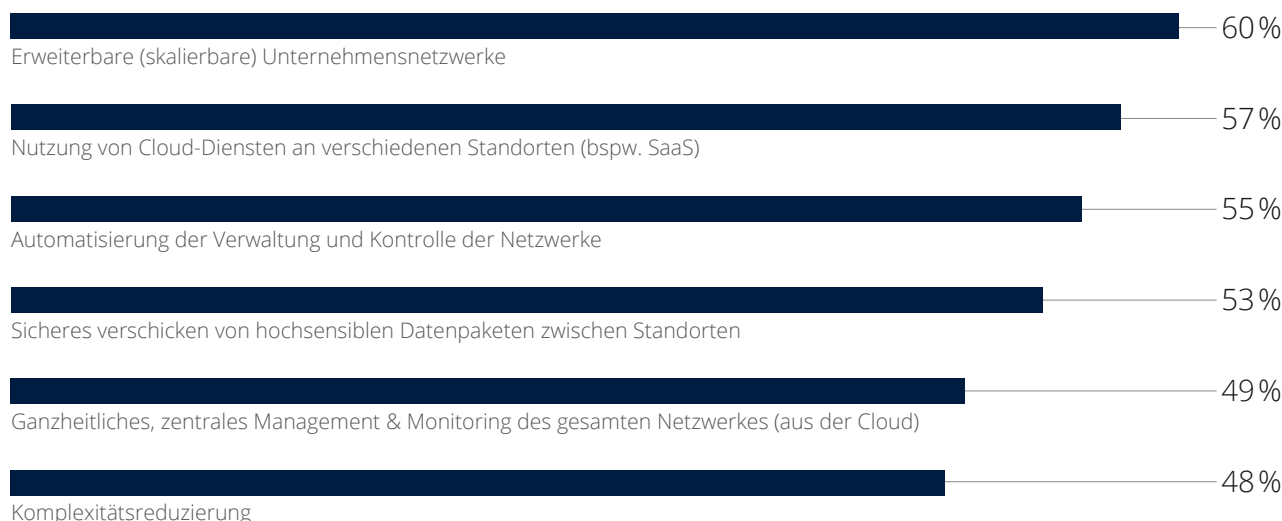 60 %
Erweiterbare (skalierbare) Unternehmensnetzwerke
57 %
Nutzung von Cloud-Diensten an verschiedenen Standorten (bspw. SaaS)
55 %
Automatisierung der Verwaltung und Kontrolle der Netzwerke
53 %
Sicheres verschicken von hochsensiblen Datenpaketen zwischen Standorten
49 %
Ganzheitliches, zentrales Management & Monitoring des gesamten Netzwerkes (aus der Cloud)
48 %
Komplexitätsreduzierung